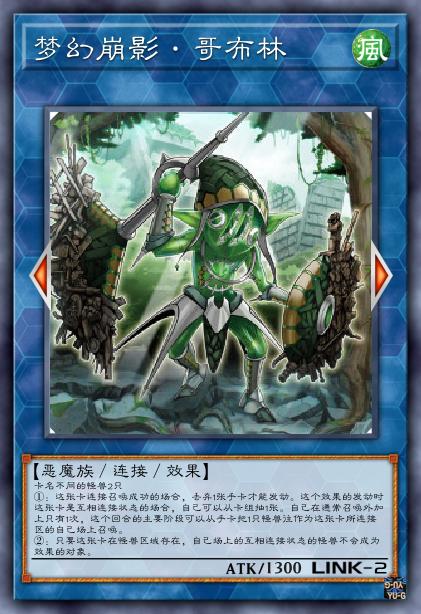 梦幻崩影·哥布林
風
【恶魔族／连接／效果】
卡名不同的怪兽2只
①：这张卡连接召唤成功的场合，丢弃1张手卡才能发动。这个效果的发动时
这张卡是互相连接状态的场合，自己可以从卡组抽1张。自己在通常召唤外加
上只有1次，这个回合的主要阶段可以从手卡把1只怪兽往作为这张卡所连接
区的自己场上召唤。
②：只要这张卡在怪兽区域存在，自己场上的互相连接状态的怪兽不会成为
效果的对象。
ATK/1300 LINK-2